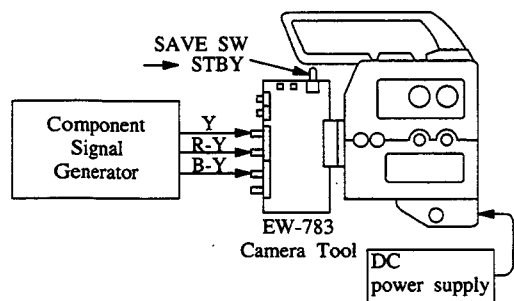 SAVE SW
STBY
Component
Signal
Generator
Y
R-Y
B-Y
EW-783
Camera Tool
DC
power supply